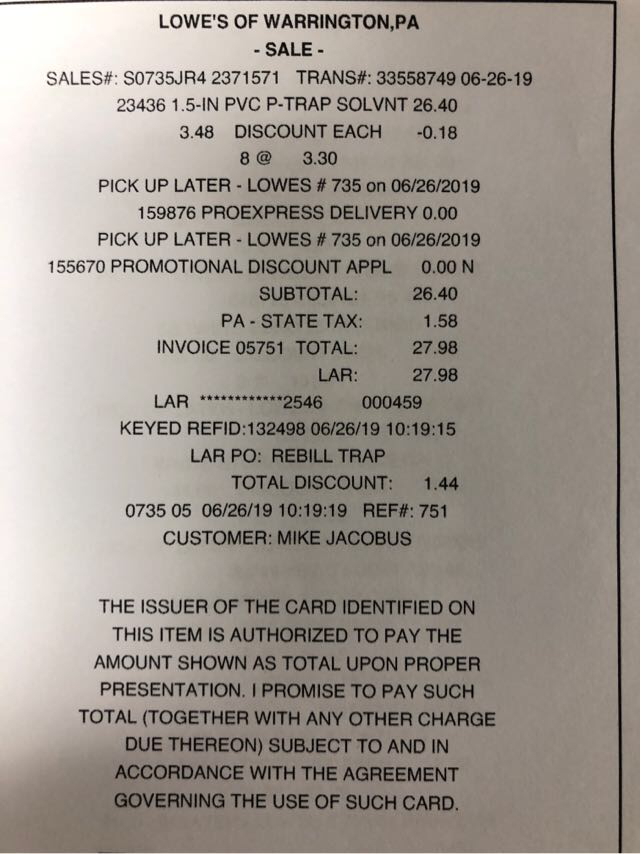 LOWE'S OF WARRINGTON,PA
- SALE -
SALES#: S0735JR4 2371571 TRANS#: 33558749 06-26-19
23436 1.5-IN PVC P-TRAP SOLVNT 26.40
3.48 DISCOUNT EACH -0.18
8 @ 3.30
PICK UP LATER - LOWES # 735 on 06/26/2019
159876 PROEXPRESS DELIVERY 0.00
PICK UP LATER - LOWES # 735 on 06/26/2019
155670 PROMOTIONAL DISCOUNT APPL 0.00 N
SUBTOTAL: 26.40
PA - STATE TAX: 1.58
INVOICE 05751 TOTAL: 27.98
LAR: 27.98
LAR ************2546 000459
KEYED REFID:132498 06/26/19 10:19:15
LAR PO: REBILL TRAP
TOTAL DISCOUNT: 1.44
0735 05 06/26/19 10:19:19 REF#: 751
CUSTOMER: MIKE JACOBUS
THE ISSUER OF THE CARD IDENTIFIED ON
THIS ITEM IS AUTHORIZED TO PAY THE
AMOUNT SHOWN AS TOTAL UPON PROPER
PRESENTATION. I PROMISE TO PAY SUCH
TOTAL (TOGETHER WITH ANY OTHER CHARGE
DUE THEREON) SUBJECT TO AND IN
ACCORDANCE WITH THE AGREEMENT
GOVERNING THE USE OF SUCH CARD.